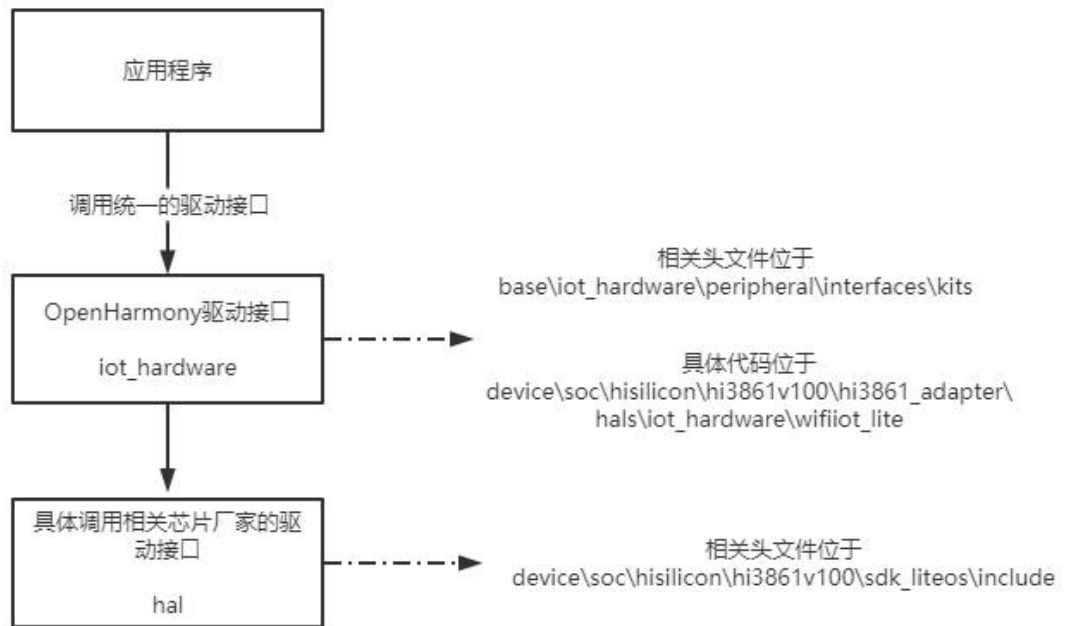 应用程序
调用统一的驱动接口
相关头文件位于
base\iot_hardware\peripheral\interfaces\kits
OpenHarmony驱动接口
iot_hardware
具体代码位于
device\soc\hisilicon\hi3861v100\hi3861_adapter\
hals\iot_hardware\wifiiot_lite
具体调用相关芯片厂家的驱
动接口
hal
相关头文件位于
device\soc\hisilicon\hi3861v100\sdk_liteos\include